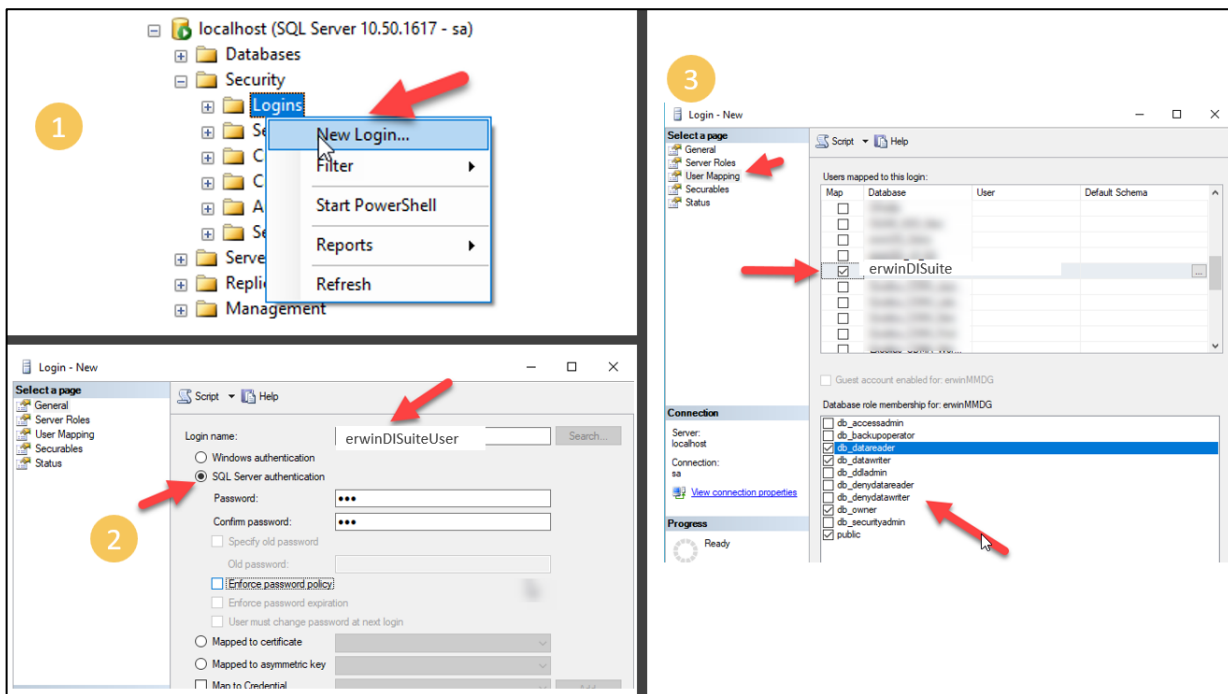 localhost (SQL Server 10.50.1617 - sa)
Databases
Security
Logins
New Login...
Filter
Start PowerShell
Reports
Refresh
Se
C
C
A
Se
Serve
Repli
Management
1
Login - New
Select a page
General
Server Roles
User Mapping
Securables
Status
Script Help
Login name: erwinDISuiteUser Search...
Windows authentication
SQL Server authentication
Password: •••
Confirm password: •••
Specify old password
Old password:
Enforce password policy
Enforce password expiration
User must change password at next login
Mapped to certificate
Mapped to asymmetric key
Map to Credential
2
3
Login - New
Select a page
General
Server Roles
User Mapping
Securables
Status
Script Help
Users mapped to this login:
Map Database User Default Schema
erwinDISuite ...
Guest account enabled for: erwinMMDG
Database role membership for: erwinMMDG
db_accessadmin
db_backupoperator
db_datareader
db_datawriter
db_ddladmin
db_denydatareader
db_denydatawriter
db_owner
db_securityadmin
public
Connection
Server:
localhost
Connection:
sa
View connection properties
Progress
Ready